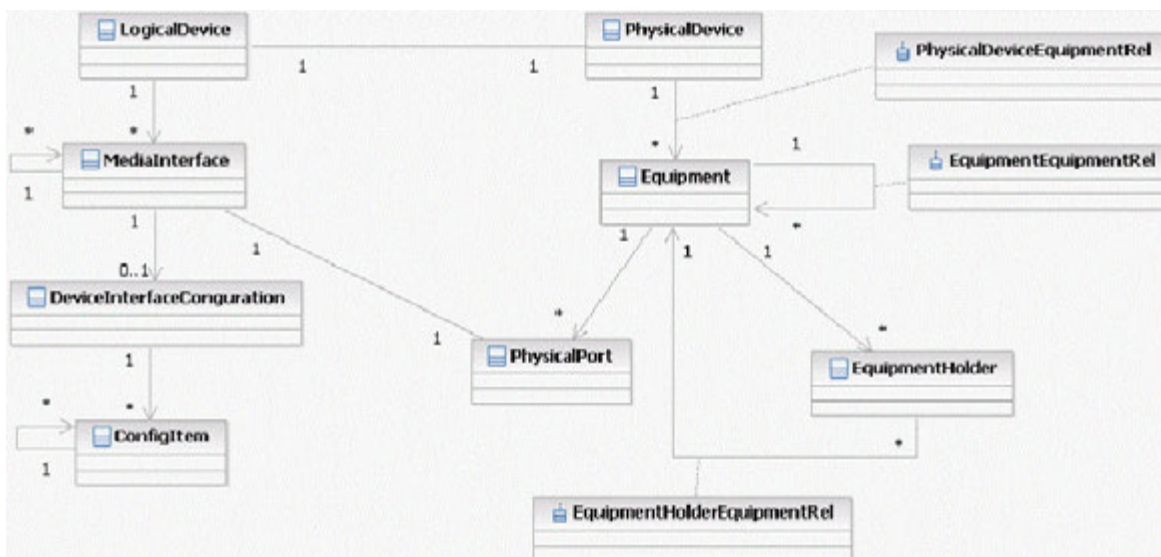 LogicalDevice
PhysicalDevice
PhysicalDeviceEquipmentRel
1
1
1
1
*
*
*
MediaInterface
1
Equipment
1
*
EquipmentEquipmentRel
1
1
0..1
1
1
1
DeviceInterfaceConguration
1
*
PhysicalPort
1
*
EquipmentHolder
*
*
ConfigItem
1
*
EquipmentHolderEquipmentRel